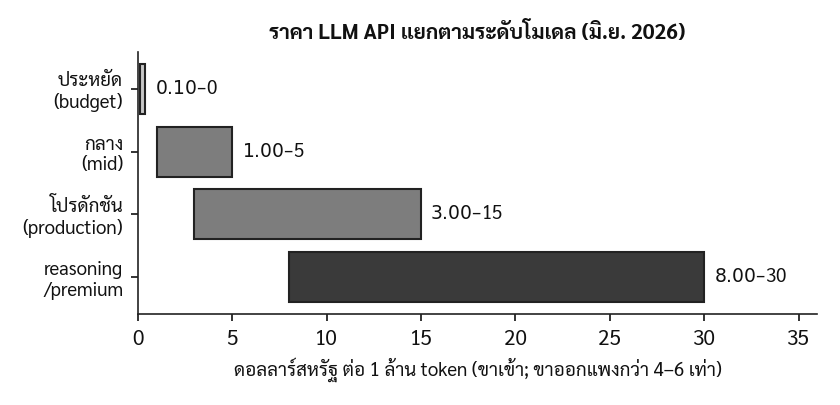 ราคา LLM API แยกตามระดับโมเดล (มิ.ย. 2026)
ประหยัด
(budget)
0.10–0
กลาง
(mid)
1.00–5
โปรดักชัน
(production)
3.00–15
reasoning
/premium
8.00–30
0 5 10 15 20 25 30 35
ดอลลาร์สหรัฐ ต่อ 1 ล้าน token (ขาเข้า; ขาออกแพงกว่า 4–6 เท่า)